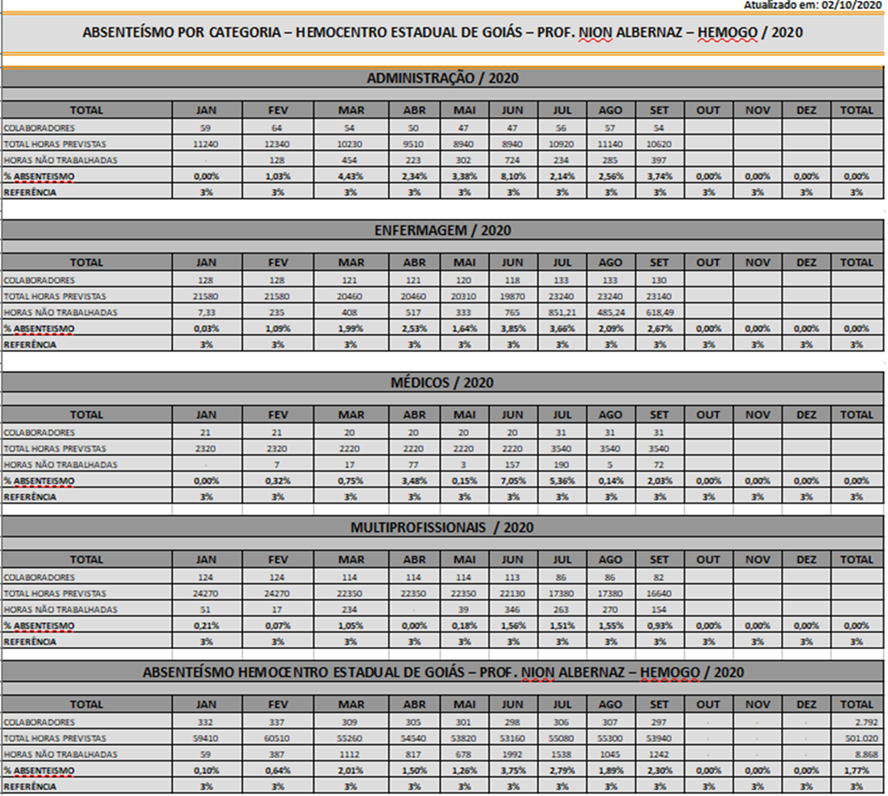 Atualizado em: 02/10/2020
ABSENTEÍSMO POR CATEGORIA – HEMOCENTRO ESTADUAL DE GOIÁS – PROF. NION ALBERNAZ – HEMOGO / 2020
ADMINISTRAÇÃO / 2020
TOTAL JAN FEV MAR ABR MAI JUN JUL AGO SET OUT NOV DEZ TOTAL
COLABORADORES 59 64 54 50 47 47 56 57 54
TOTAL HORAS PREVISTAS 11240 12340 10230 9510 8940 8940 10920 11140 10620
HORAS NÃO TRABALHADAS - 128 454 223 302 724 234 285 397
% ABSENTEISMO 0,00% 1,03% 4,43% 2,34% 3,38% 8,10% 2,14% 2,56% 3,74% 0,00% 0,00% 0,00% 0,00%
REFERÊNCIA 3% 3% 3% 3% 3% 3% 3% 3% 3% 3% 3% 3% 3%
ENFERMAGEM / 2020
TOTAL JAN FEV MAR ABR MAI JUN JUL AGO SET OUT NOV DEZ TOTAL
COLABORADORES 128 128 121 121 120 118 133 133 130
TOTAL HORAS PREVISTAS 21580 21580 20460 20460 20310 19870 23240 23240 23140
HORAS NÃO TRABALHADAS 7,33 235 408 517 333 765 851,21 485,24 618,49
% ABSENTEISMO 0,03% 1,09% 1,99% 2,53% 1,64% 3,85% 3,66% 2,09% 2,67% 0,00% 0,00% 0,00% 0,00%
REFERÊNCIA 3% 3% 3% 3% 3% 3% 3% 3% 3% 3% 3% 3% 3%
MÉDICOS / 2020
TOTAL JAN FEV MAR ABR MAI JUN JUL AGO SET OUT NOV DEZ TOTAL
COLABORADORES 21 21 20 20 20 20 31 31 31
TOTAL HORAS PREVISTAS 2320 2320 2220 2220 2220 2220 3540 3540 3540
HORAS NÃO TRABALHADAS - 7 17 77 3 157 190 5 72
% ABSENTEISMO 0,00% 0,32% 0,75% 3,48% 0,15% 7,05% 5,36% 0,14% 2,03% 0,00% 0,00% 0,00% 0,00%
REFERÊNCIA 3% 3% 3% 3% 3% 3% 3% 3% 3% 3% 3% 3% 3%
MULTIPROFISSIONAIS / 2020
TOTAL JAN FEV MAR ABR MAI JUN JUL AGO SET OUT NOV DEZ TOTAL
COLABORADORES 124 124 114 114 114 113 86 86 82
TOTAL HORAS PREVISTAS 24270 24270 22350 22350 22350 22130 17380 17380 16640
HORAS NÃO TRABALHADAS 51 17 234 - 39 346 263 270 154
% ABSENTEISMO 0,21% 0,07% 1,05% 0,00% 0,18% 1,56% 1,51% 1,55% 0,93% 0,00% 0,00% 0,00% 0,00%
REFERÊNCIA 3% 3% 3% 3% 3% 3% 3% 3% 3% 3% 3% 3% 3%
ABSENTEÍSMO HEMOCENTRO ESTADUAL DE GOIÁS – PROF. NION ALBERNAZ – HEMOGO / 2020
TOTAL JAN FEV MAR ABR MAI JUN JUL AGO SET OUT NOV DEZ TOTAL
COLABORADORES 332 337 309 305 301 298 306 307 297 - - - 2.792
TOTAL HORAS PREVISTAS 59410 60510 55260 54540 53820 53160 55080 55300 53940 - - - 501.020
HORAS NÃO TRABALHADAS 59 387 1112 817 678 1992 1538 1045 1242 - - - 8.868
% ABSENTEISMO 0,10% 0,64% 2,01% 1,50% 1,26% 3,75% 2,79% 1,89% 2,30% 0,00% 0,00% 0,00% 1,77%
REFERÊNCIA 3% 3% 3% 3% 3% 3% 3% 3% 3% 3% 3% 3% 3%